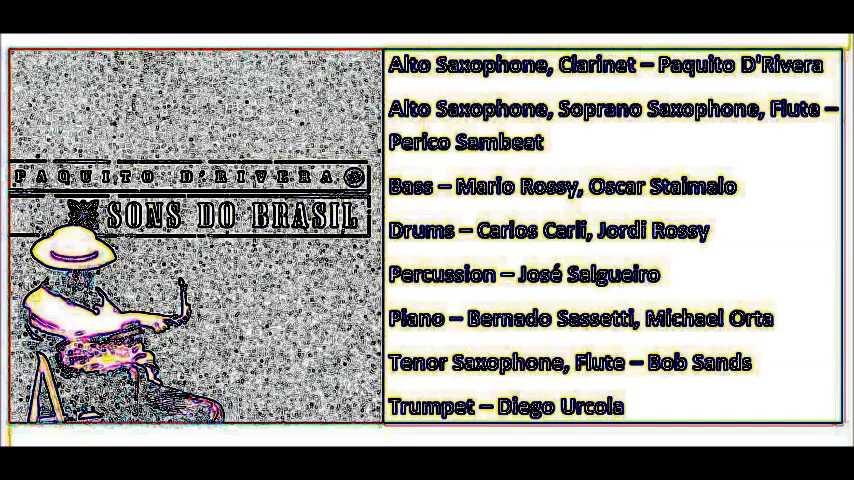 PAQUITO D'RIVERA
SONS DO BRASIL
Alto Saxophone, Clarinet – Paquito D'Rivera
Alto Saxophone, Soprano Saxophone, Flute –
Perico Sambeat
Bass – Mario Rossy, Oscar Staimalo
Drums – Carlos Carli, Jordi Rossy
Percussion – José Salgueiro
Piano – Bernado Sassetti, Michael Orta
Tenor Saxophone, Flute – Bob Sands
Trumpet – Diego Urcola